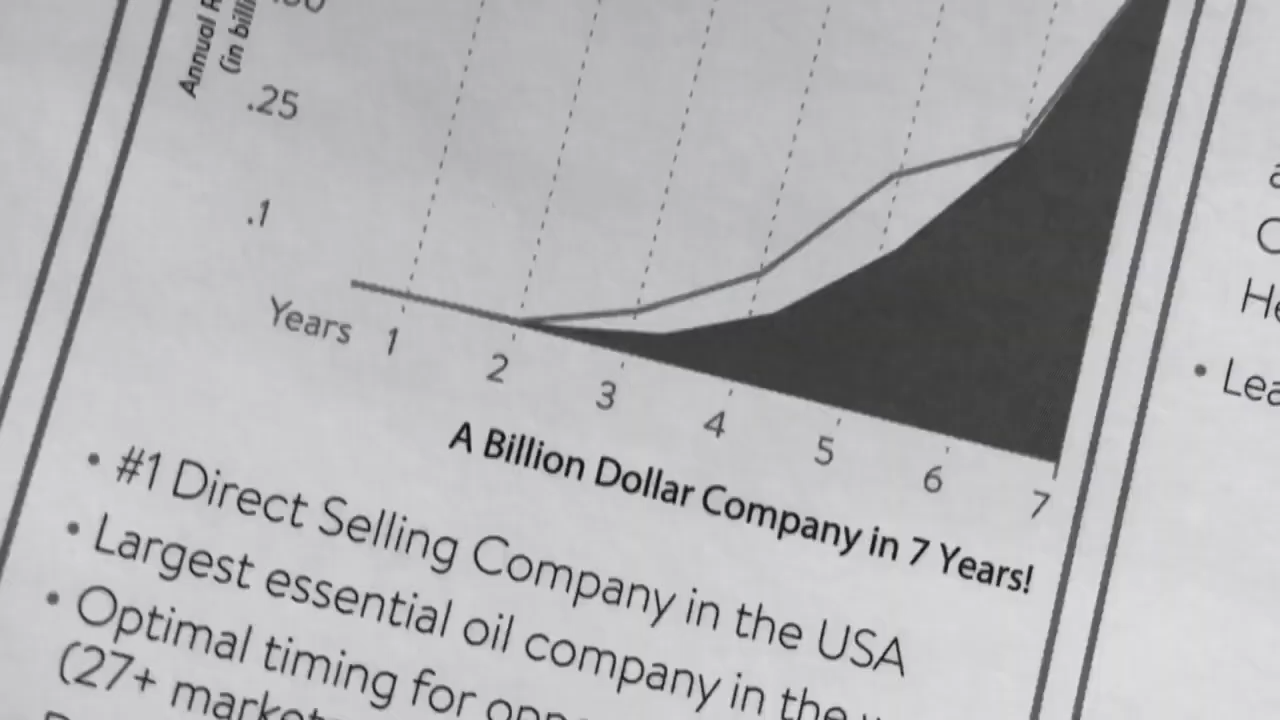 Annual
(in
.25
.1
Years 1 2 3 4 5 6 7
A Billion Dollar Company in 7 Years!
• #1 Direct Selling Company in the USA
• Largest essential oil company in the
• Optimal timing for
(27+
• Lea